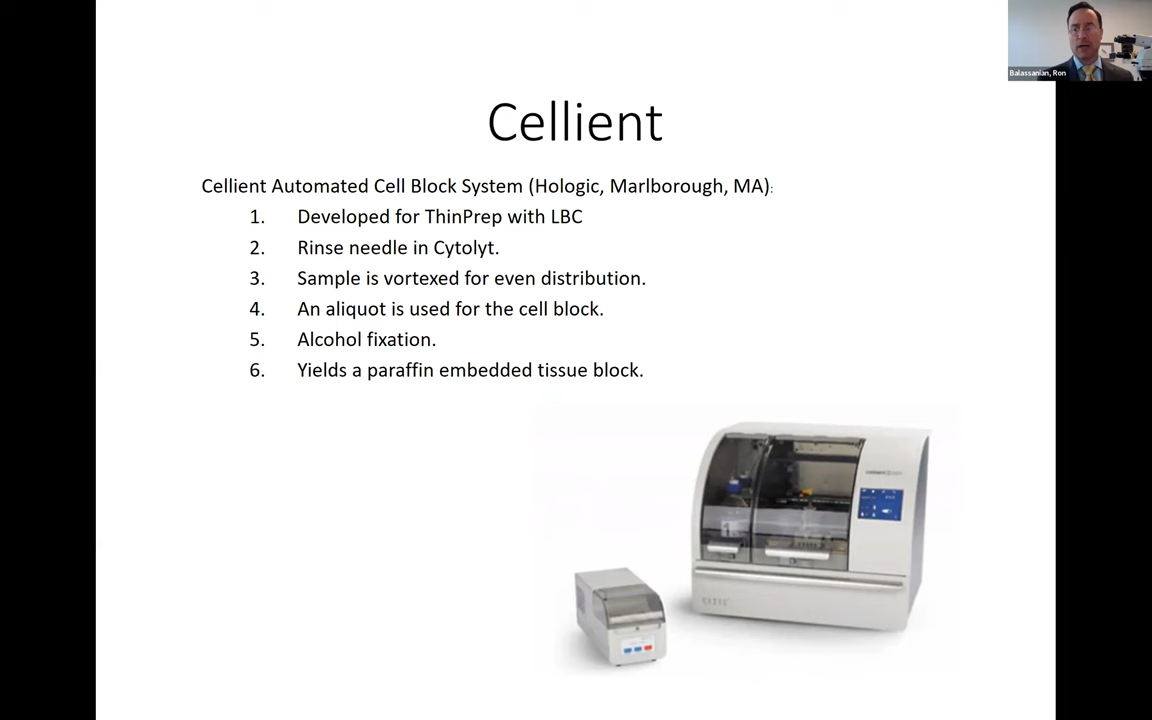 Balassanian, Ron
Cellient
Cellient Automated Cell Block System (Hologic, Marlborough, MA):
1. Developed for ThinPrep with LBC
2. Rinse needle in Cytolyt.
3. Sample is vortexed for even distribution.
4. An aliquot is used for the cell block.
5. Alcohol fixation.
6. Yields a paraffin embedded tissue block.